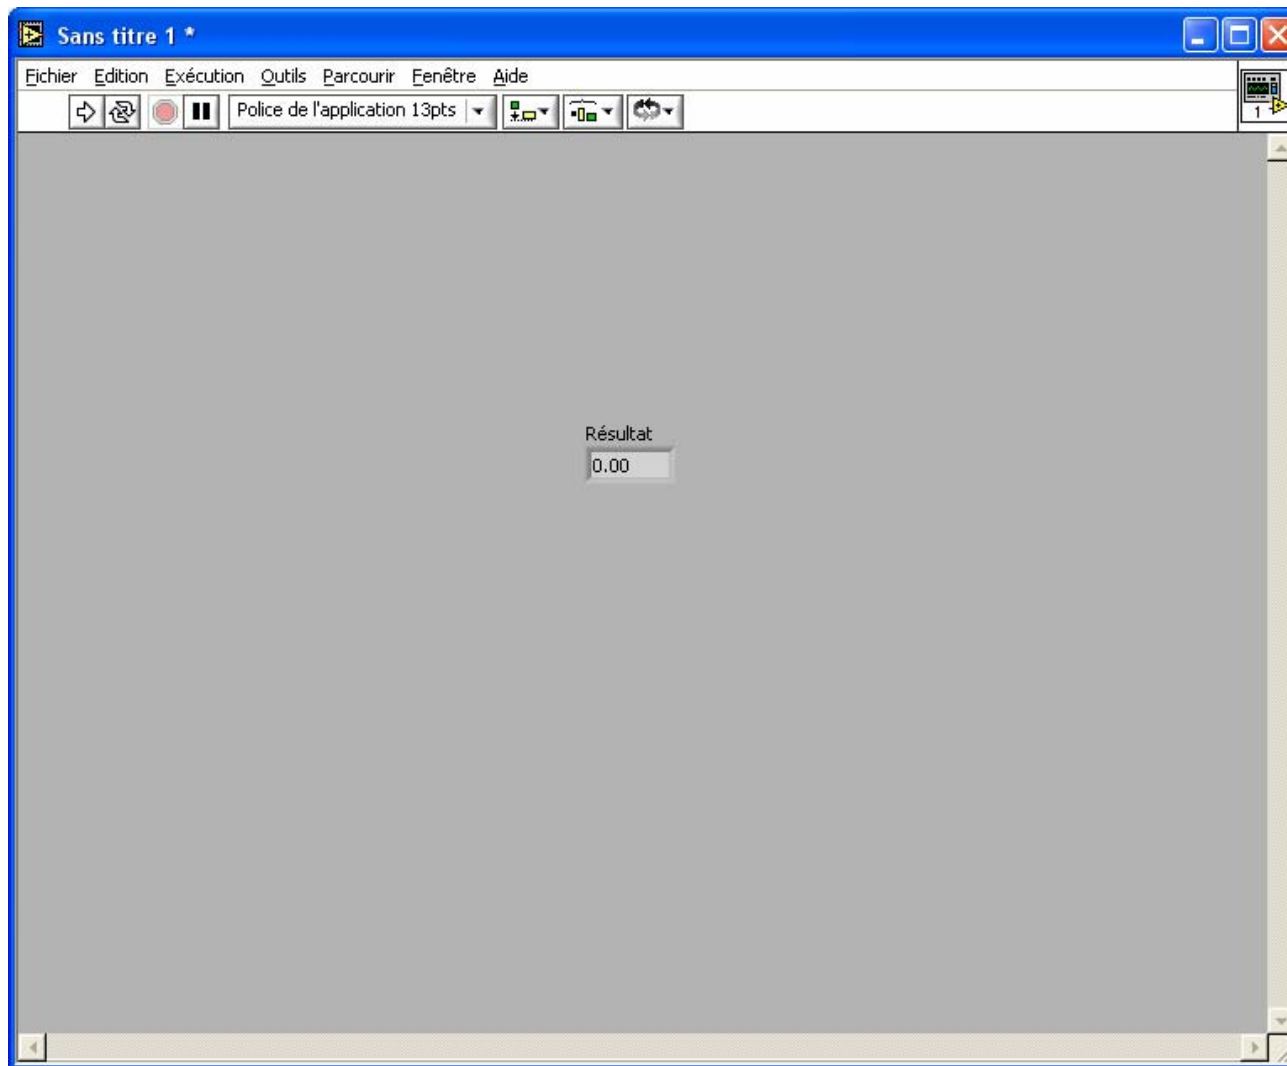 Sans titre 1 *
Fichier Edition Exécution Outils Parcourir Fenêtre Aide
Police de l'application 13pts
1
Résultat
0.00